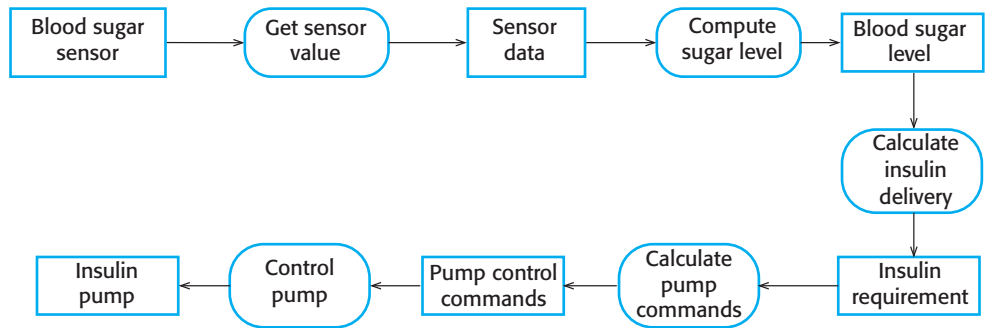 Blood sugar
sensor
Get sensor
value
Sensor
data
Compute
sugar level
Blood sugar
level
Calculate
insulin
delivery
Insulin
requirement
Calculate
pump
commands
Pump control
commands
Control
pump
Insulin
pump